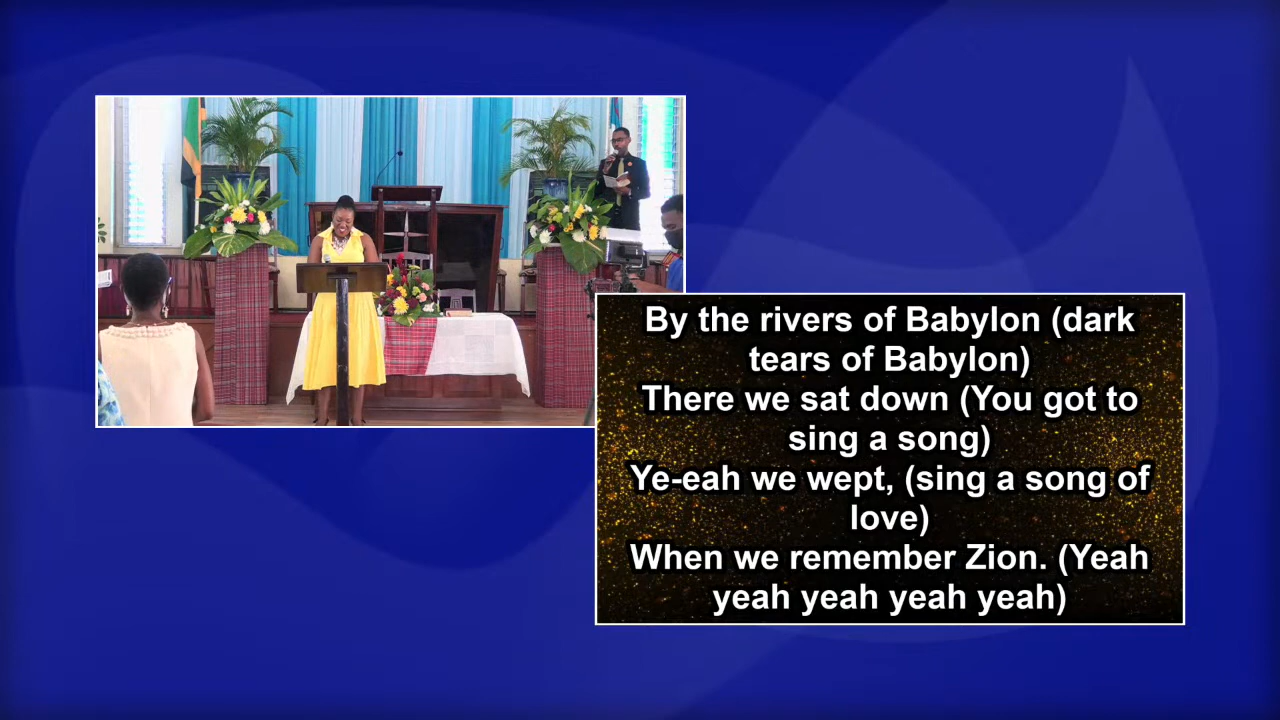 By the rivers of Babylon (dark
tears of Babylon)
There we sat down (You got to
sing a song)
Ye-eah we wept, (sing a song of
love)
When we remember Zion. (Yeah
yeah yeah yeah yeah)